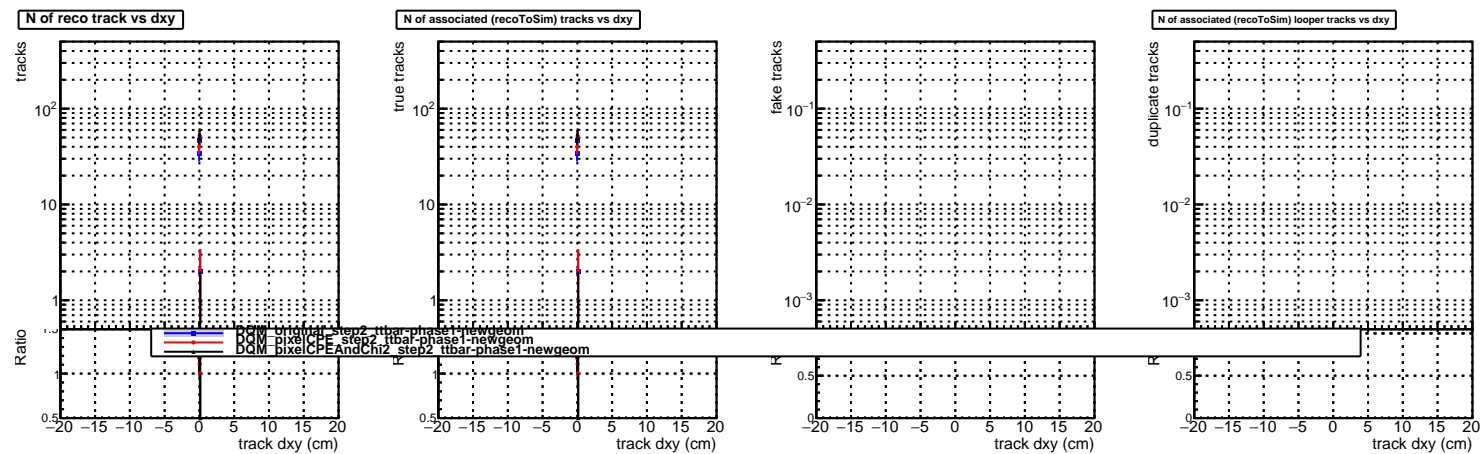 N of reco track vs dxy
N of associated (recoToSim) tracks vs dxy
N of associated (recoToSim) looper tracks vs dxy
tracks
10²
10
1
true tracks
10²
10
1
fake tracks
10⁻¹
10⁻²
10⁻³
duplicate tracks
10⁻¹
10⁻²
10⁻³
DQM_original_step2_ttbar-phase1-newgeom
DQM_pixelCPE_step2_ttbar-phase1-newgeom
DQM_pixelCPEAndChi2_step2_ttbar-phase1-newgeom
Ratio
1
0.5
1
0.5
0.5
0
0.5
0
−20 −15 −10 −5 0 5 10 15 20
track dxy (cm)
−20 −15 −10 −5 0 5 10 15 20
track dxy (cm)
−20 −15 −10 −5 0 5 10 15 20
track dxy (cm)
−20 −15 −10 −5 0 5 10 15 20
track dxy (cm)